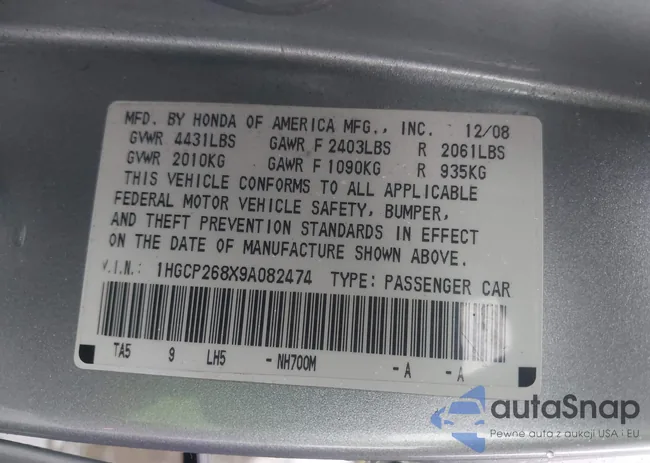 MFD. BY HONDA OF AMERICA MFG., INC. 12/08
GVWR 4431LBS GAWR F 2403LBS R 2061LBS
GVWR 2010KG GAWR F 1090KG R 935KG
THIS VEHICLE CONFORMS TO ALL APPLICABLE
FEDERAL MOTOR VEHICLE SAFETY, BUMPER,
AND THEFT PREVENTION STANDARDS IN EFFECT
ON THE DATE OF MANUFACTURE SHOWN ABOVE.
V.I.N.: 1HGCP268X9A082474 TYPE: PASSENGER CAR
TA5 9 LH5 -NH700M -A -A
autaSnap
Pewne auta z aukcji USA i EU